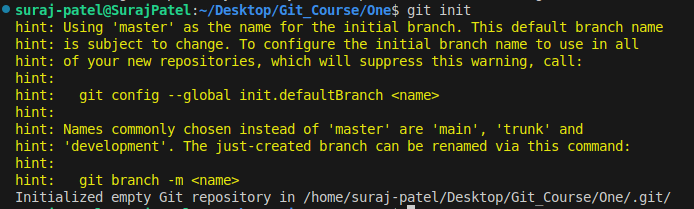 suraj-patel@SurajPatel:~/Desktop/Git_Course/One$ git init
hint: Using 'master' as the name for the initial branch. This default branch name
hint: is subject to change. To configure the initial branch name to use in all
hint: of your new repositories, which will suppress this warning, call:
hint:
hint:   git config --global init.defaultBranch <name>
hint:
hint: Names commonly chosen instead of 'master' are 'main', 'trunk' and
hint: 'development'. The just-created branch can be renamed via this command:
hint:
hint:   git branch -m <name>
Initialized empty Git repository in /home/suraj-patel/Desktop/Git_Course/One/.git/